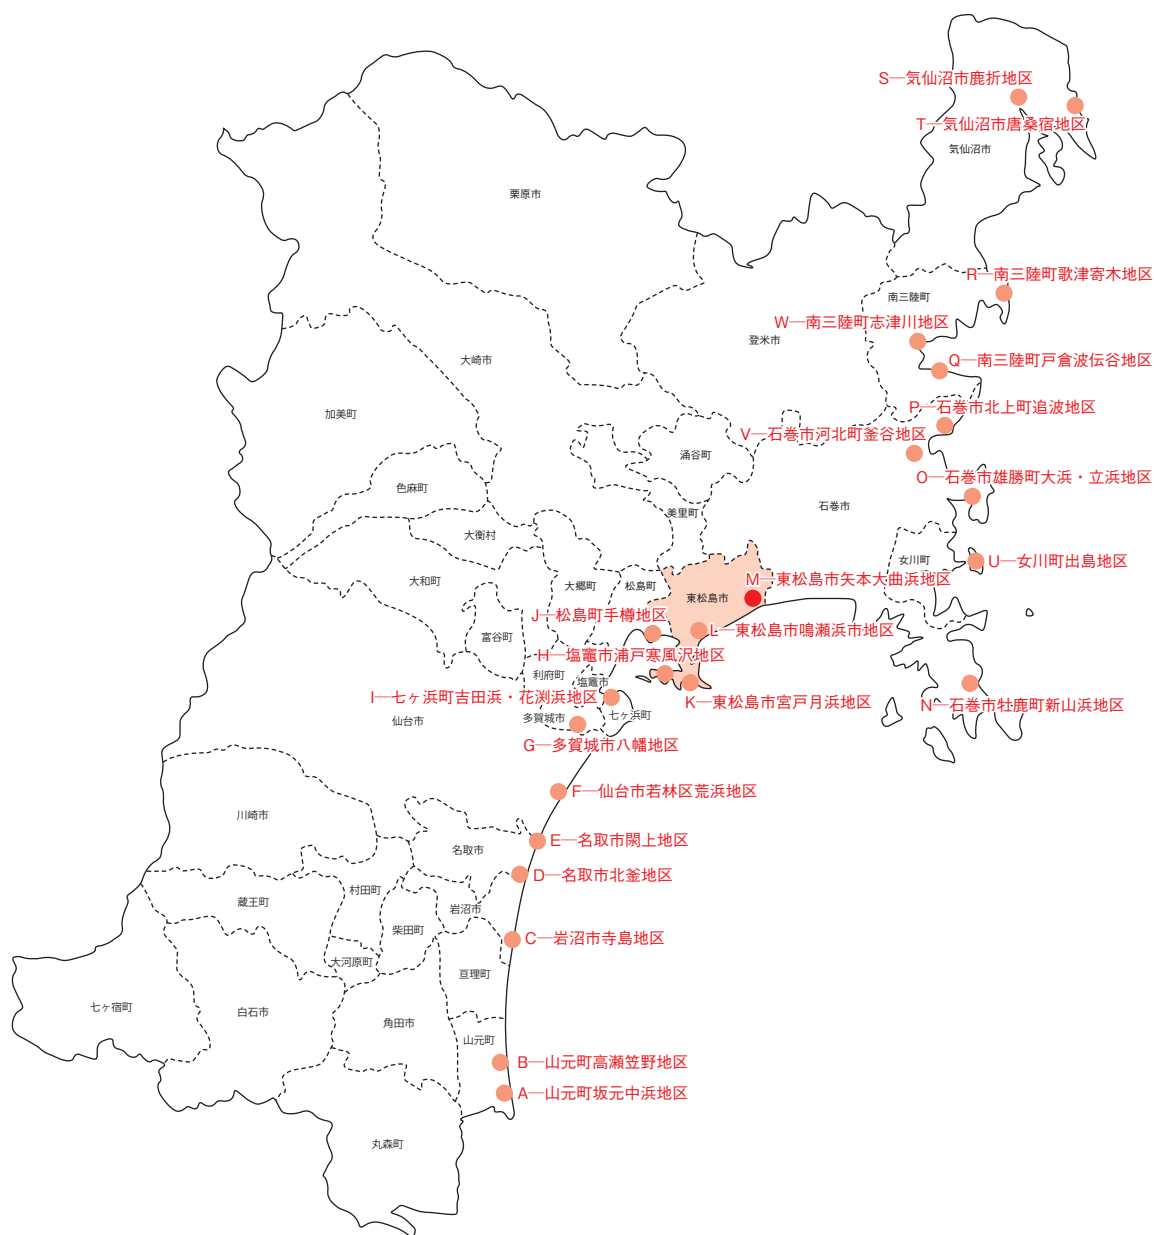 S―気仙沼市鹿折地区
T―気仙沼市唐桑宿地区
気仙沼市
栗原市
R―南三陸町歌津寄木地区
南三陸町
W―南三陸町志津川地区
登米市
大崎市
Q―南三陸町戸倉波伝谷地区
加美町
P―石巻市北上町追波地区
V―石巻市河北町釜谷地区
涌谷町
O―石巻市雄勝町大浜・立浜地区
色麻町
石巻市
美里町
大衡村
女川町
U―女川町出島地区
大和町
大郷町
松島町
M―東松島市矢本大曲浜地区
東松島市
J―松島町手樽地区
L―東松島市鳴瀬浜市地区
富谷町
H―塩竈市浦戸寒風沢地区
利府町
塩竈市
I―七ヶ浜町吉田浜・花渕浜地区
K―東松島市宮戸月浜地区
N―石巻市牡鹿町新山浜地区
仙台市
多賀城市
七ヶ浜町
G―多賀城市八幡地区
F―仙台市若林区荒浜地区
川崎市
E―名取市閖上地区
名取市
D―名取市北釜地区
村田町
蔵王町
岩沼市
柴田町
C―岩沼市寺島地区
大河原町
亘理町
七ヶ宿町
白石市
角田市
山元町
B―山元町高瀬笠野地区
A―山元町坂元中浜地区
丸森町